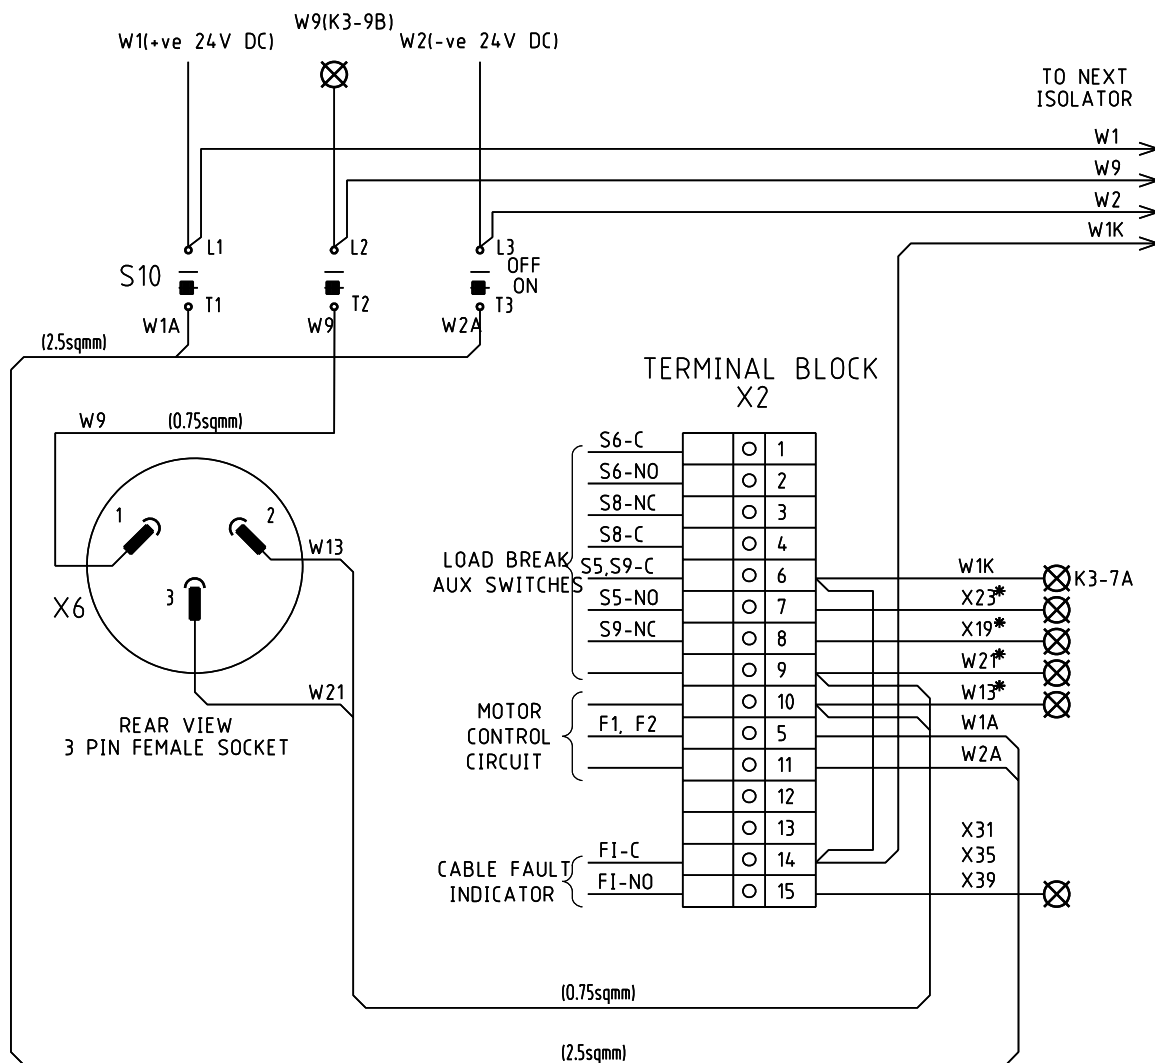 W9(K3-9B)
W1(+ve 24V DC)
W2(-ve 24V DC)
TO NEXT
ISOLATOR
W1
W9
W2
W1K
L1
L2
L3
OFF
ON
S10
T1
T2
T3
W1A
W9
W2A
(2.5sqmm)
TERMINAL BLOCK
X2
W9
(0.75sqmm)
S6-C
1
S6-NO
2
S8-NC
3
S8-C
4
LOAD BREAK
AUX SWITCHES
S5,S9-C
6
W1K
K3-7A
S5-NO
7
X23*
S9-NC
8
X19*
9
W21*
10
W13*
MOTOR
CONTROL
CIRCUIT
F1, F2
5
W1A
11
W2A
12
13
X31
X35
X39
CABLE FAULT
INDICATOR
FI-C
14
FI-NO
15
1
2
3
X6
W13
W21
REAR VIEW
3 PIN FEMALE SOCKET
(0.75sqmm)
(2.5sqmm)